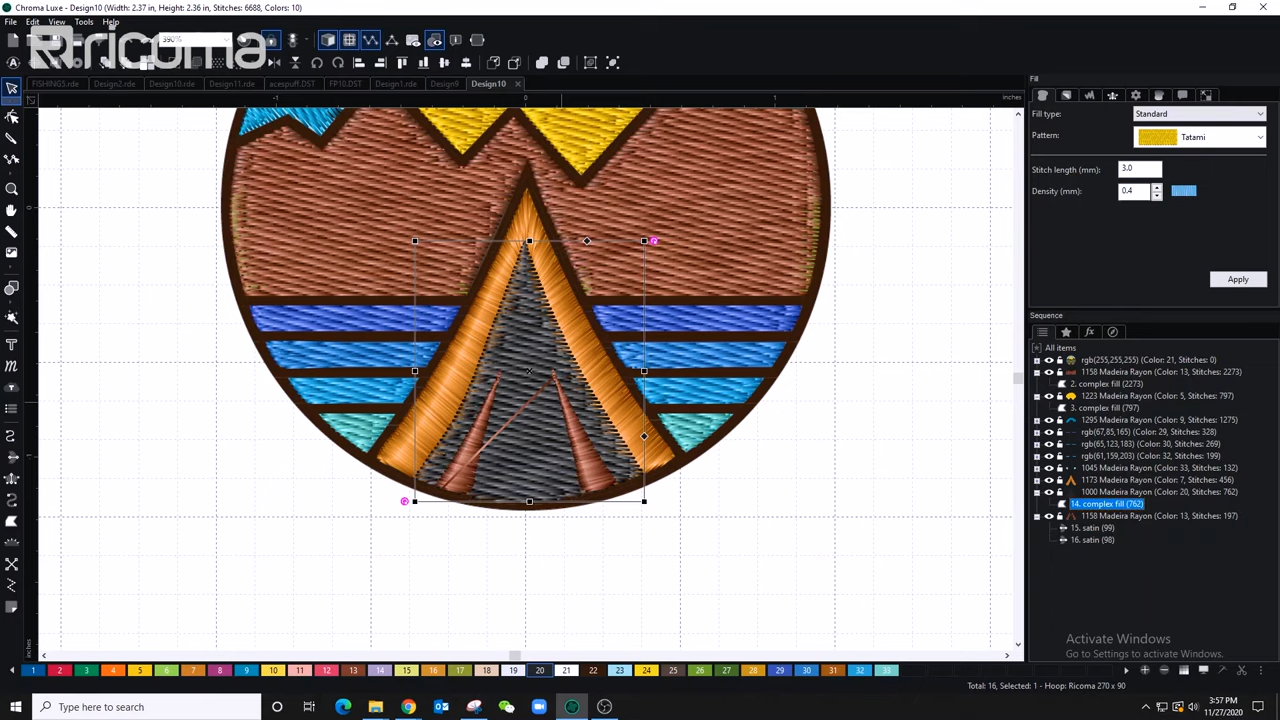 Chroma Luxe - Design10 (Width: 2.37 in, Height: 2.36 in, Stitches: 6688, Colors: 10)
File Edit View Tools Help
390%
Ricoma
FISHING5.rde Design2.rde Design10.rde Design11.rde acespuff.DST FP10.DST Design1.rde Design9 Design10
-1 0 1 inches
Fill
Fill type: Standard
Pattern: Tatami
Stitch length (mm): 3.0
Density (mm): 0.4
Apply
Sequence
All items
rgb(255,255,255) (Color: 21, Stitches: 0)
1158 Madeira Rayon (Color: 13, Stitches: 2273)
2. complex fill (2273)
1223 Madeira Rayon (Color: 5, Stitches: 797)
3. complex fill (797)
1295 Madeira Rayon (Color: 9, Stitches: 1275)
rgb(67,85,165) (Color: 29, Stitches: 328)
rgb(65,123,183) (Color: 30, Stitches: 269)
rgb(61,159,203) (Color: 32, Stitches: 199)
1045 Madeira Rayon (Color: 33, Stitches: 132)
1173 Madeira Rayon (Color: 7, Stitches: 456)
1000 Madeira Rayon (Color: 20, Stitches: 762)
14. complex fill (762)
1158 Madeira Rayon (Color: 13, Stitches: 197)
15. satin (99)
16. satin (98)
0
inches
Activate Windows
Go to Settings to activate Windows.
1 2 3 4 5 6 7 8 9 10 11 12 13 14 15 16 17 18 19 20 21 22 23 24 25 26 27 28 29 30 31 32 33
Total: 16, Selected: 1 - Hoop: Ricoma 270 x 90
Type here to search
3:57 PM
11/27/2020